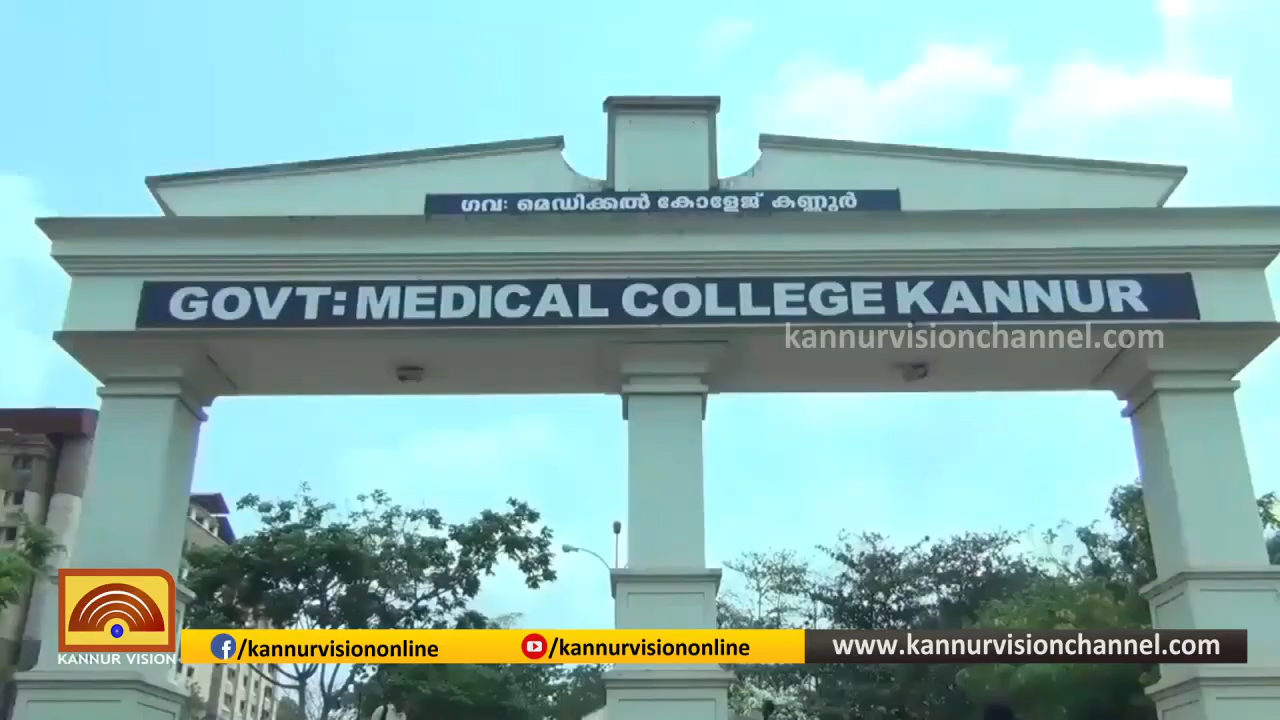 ഗവ: മെഡിക്കൽ കോളേജ് കണ്ണൂർ
GOVT: MEDICAL COLLEGE KANNUR
kannurvisionchannel.com
KANNUR VISION
/kannurvisiononline
/kannurvisiononline
www.kannurvisionchannel.com